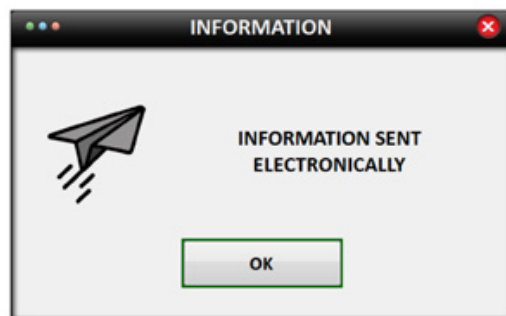 INFORMATION
INFORMATION SENT
ELECTRONICALLY
OK